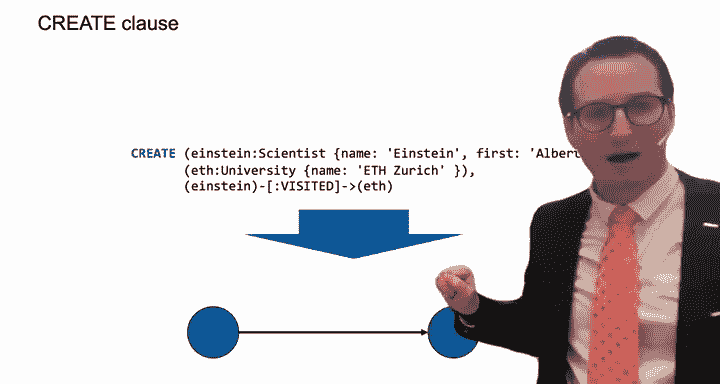 CREATE clause
CREATE (einstein:Scientist {name: 'Einstein', first: 'Albert
(eth:University {name: 'ETH Zurich' }),
(einstein)-[:VISITED]->(eth)